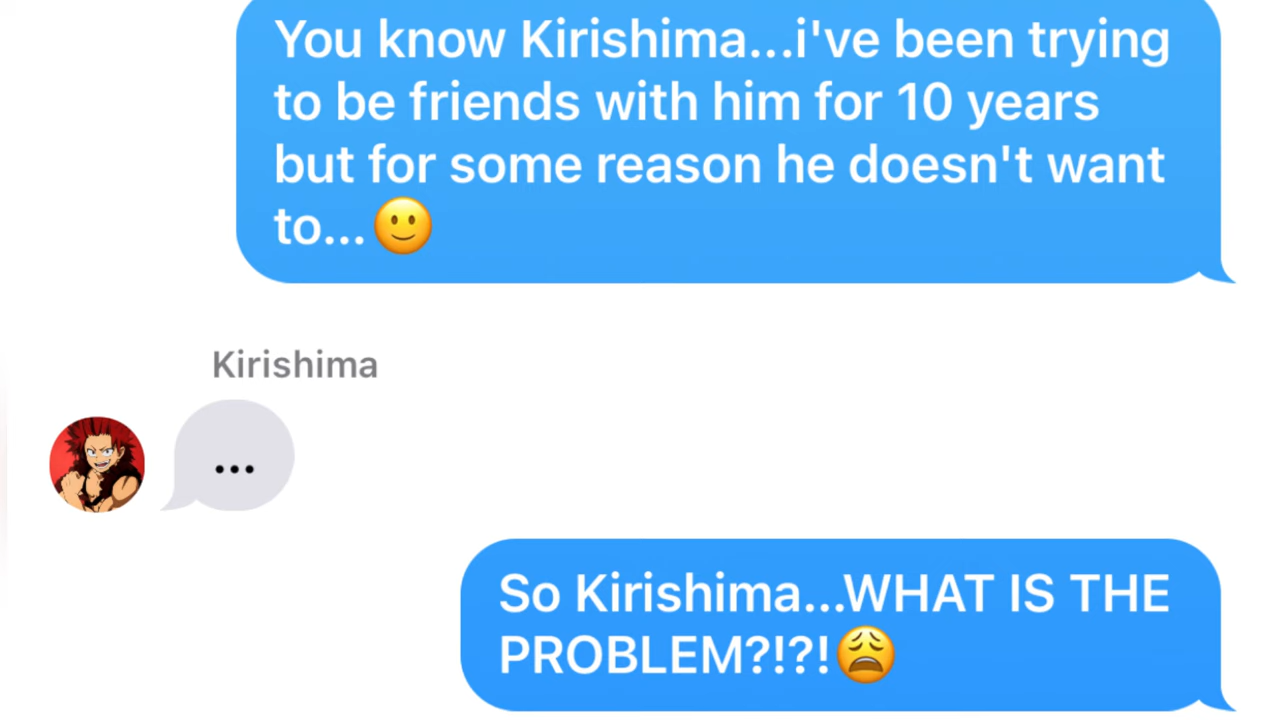 You know Kirishima...i've been trying
to be friends with him for 10 years
but for some reason he doesn't want
to...🙂
Kirishima
...
So Kirishima...WHAT IS THE
PROBLEM?!?!😩